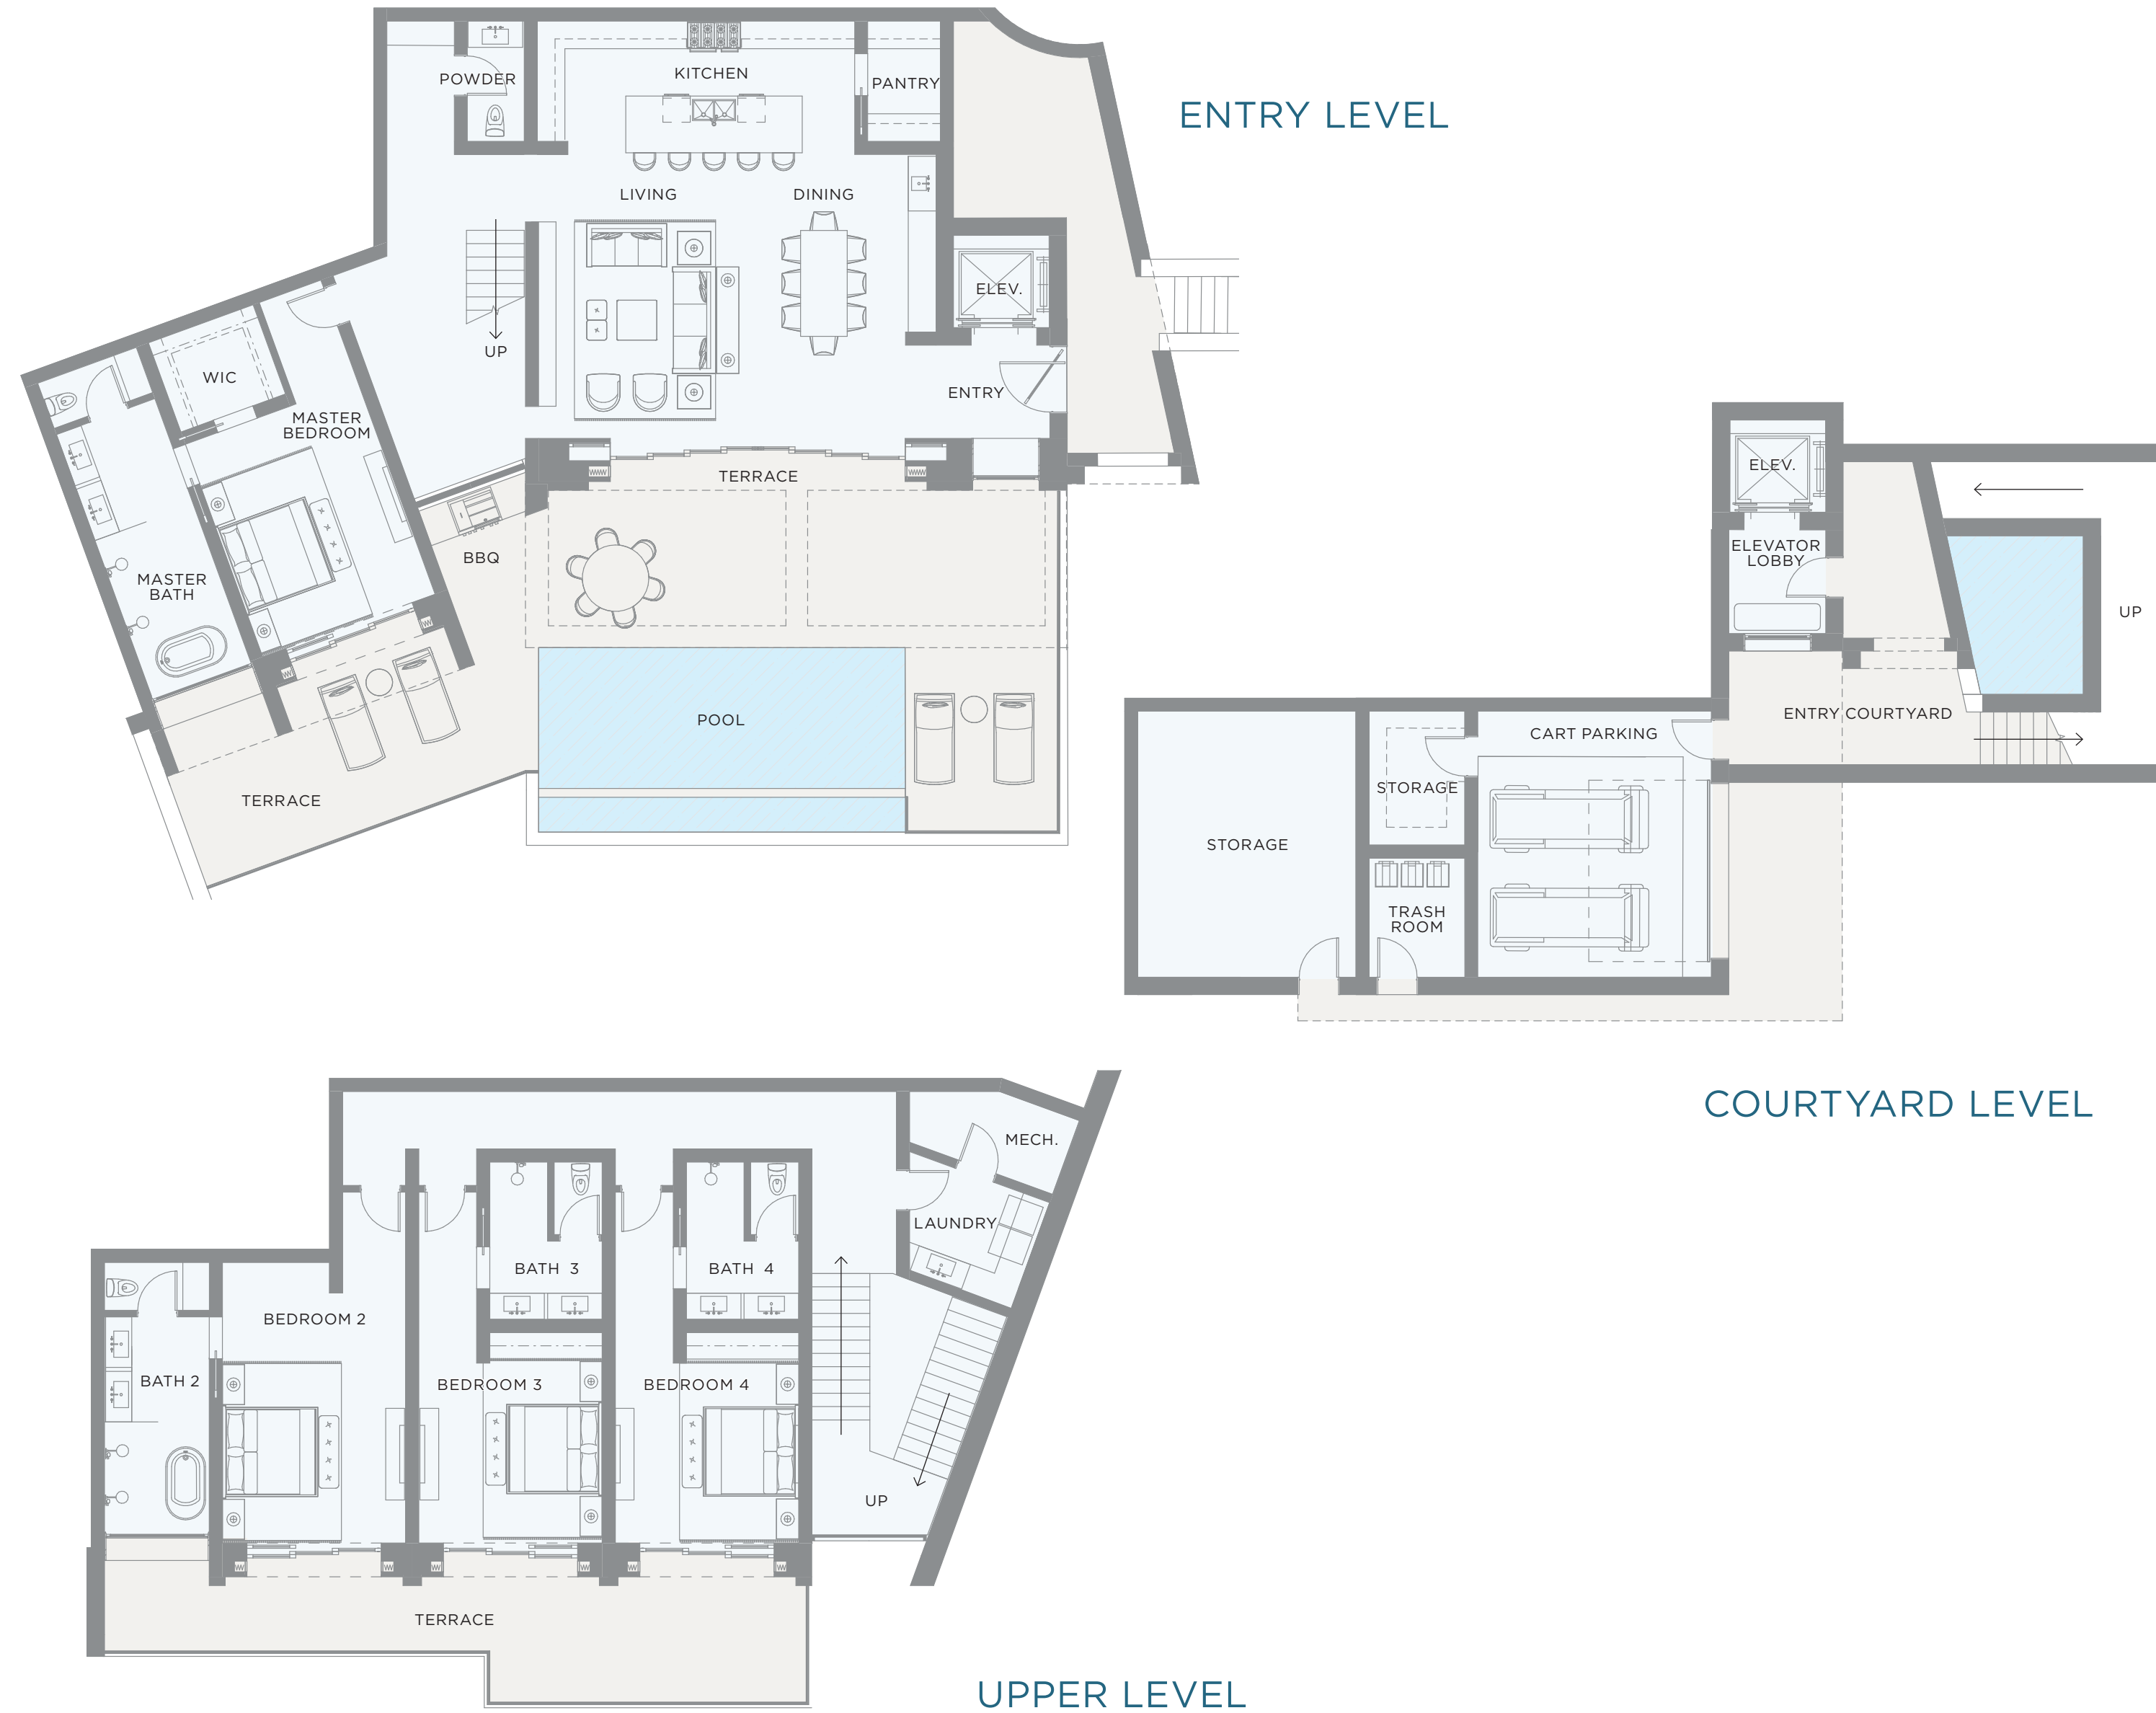 ENTRY LEVEL
POWDER
KITCHEN
PANTRY
LIVING
DINING
ELEV.
UP
WIC
ENTRY
MASTER
BEDROOM
TERRACE
BBQ
MASTER
BATH
POOL
TERRACE
ELEV.
ELEVATOR
LOBBY
UP
ENTRY COURTYARD
CART PARKING
STORAGE
STORAGE
TRASH
ROOM
COURTYARD LEVEL
MECH.
LAUNDRY
BATH 3
BATH 4
BEDROOM 2
BATH 2
BEDROOM 3
BEDROOM 4
UP
TERRACE
UPPER LEVEL